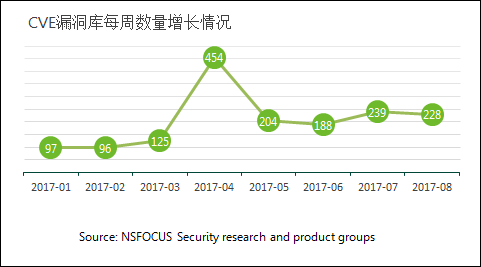 CVE漏洞库每周数量增长情况
454
204
239
228
188
125
97
96
2017-01 2017-02 2017-03 2017-04 2017-05 2017-06 2017-07 2017-08
Source: NSFOCUS Security research and product groups